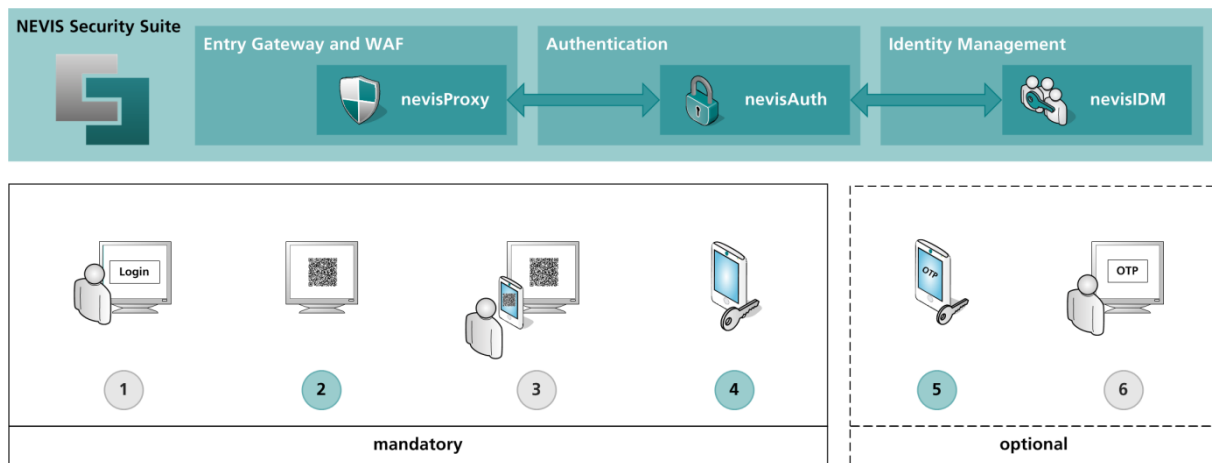 NEVIS Security Suite
Entry Gateway and WAF
nevisProxy
Authentication
nevisAuth
Identity Management
nevisIDM
Login
OTP
OTP
1
2
3
4
5
6
mandatory
optional